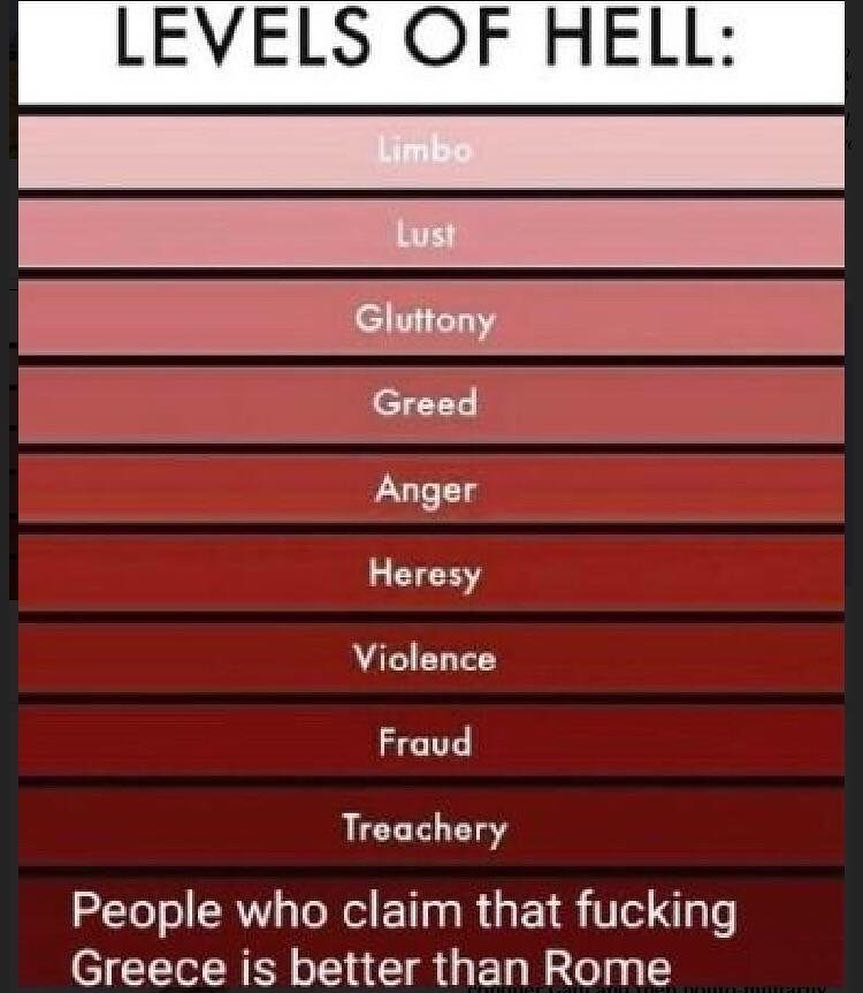 LEVELS OF HELL:
Limbo
Lust
Gluttony
Greed
Anger
Heresy
Violence
Fraud
Treachery
People who claim that fucking
Greece is better than Rome